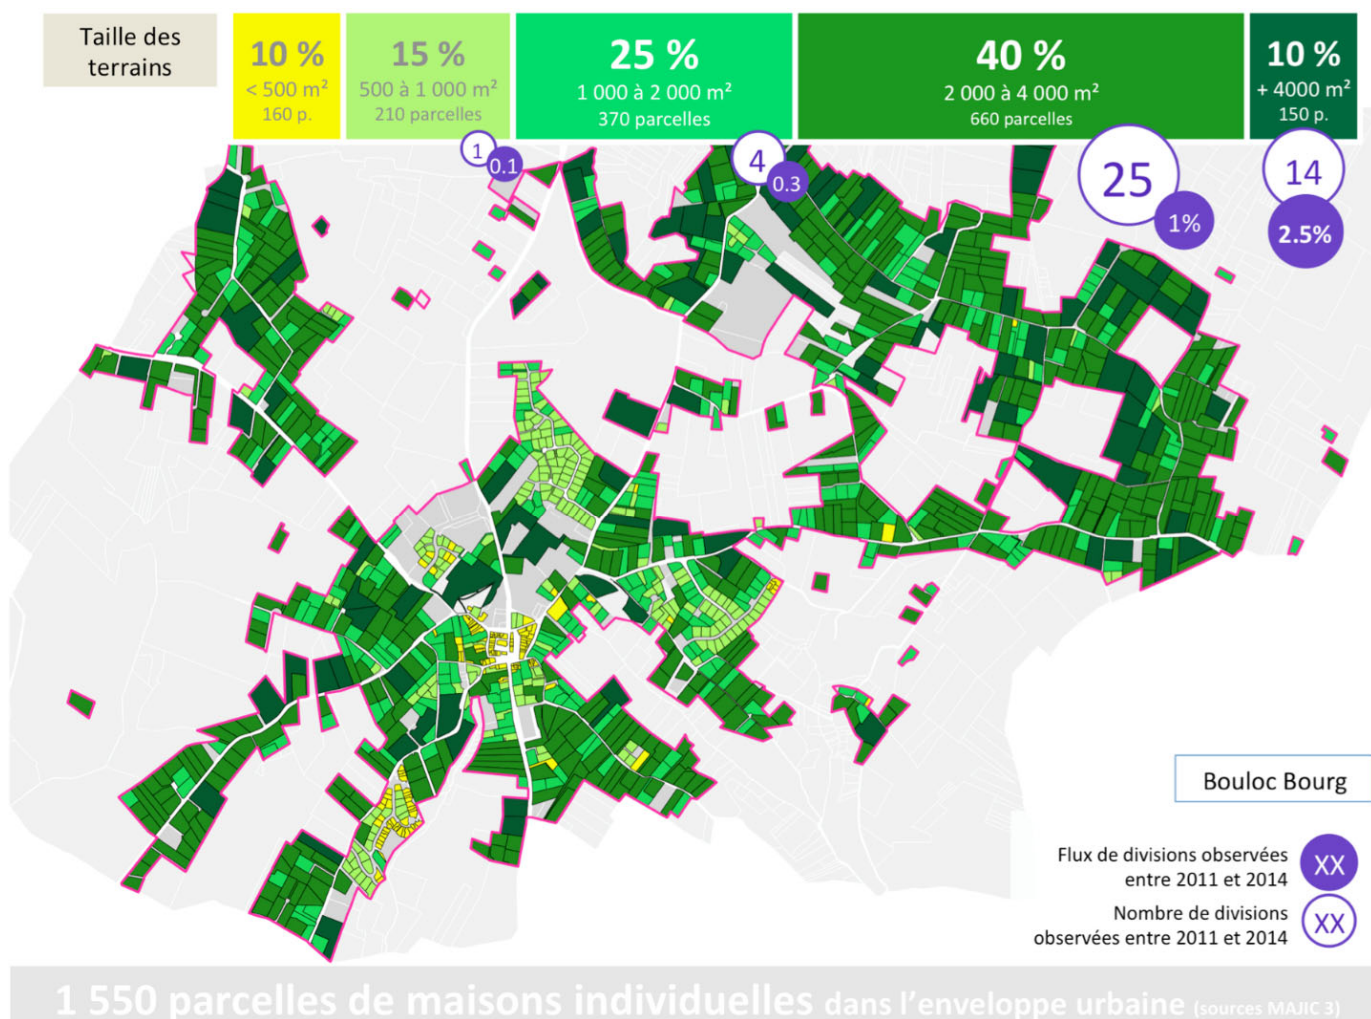 Taille des
terrains
10 %
< 500 m²
160 p.
15 %
500 à 1 000 m²
210 parcelles
25 %
1 000 à 2 000 m²
370 parcelles
40 %
2 000 à 4 000 m²
660 parcelles
10 %
+ 4000 m²
150 p.
1
0.1
4
0.3
25
1%
14
2.5%
Bouloc Bourg
Flux de divisions observées
entre 2011 et 2014
XX
Nombre de divisions
observées entre 2011 et 2014
XX
1 550 parcelles de maisons individuelles dans l'enveloppe urbaine (sources MAJIC 3)